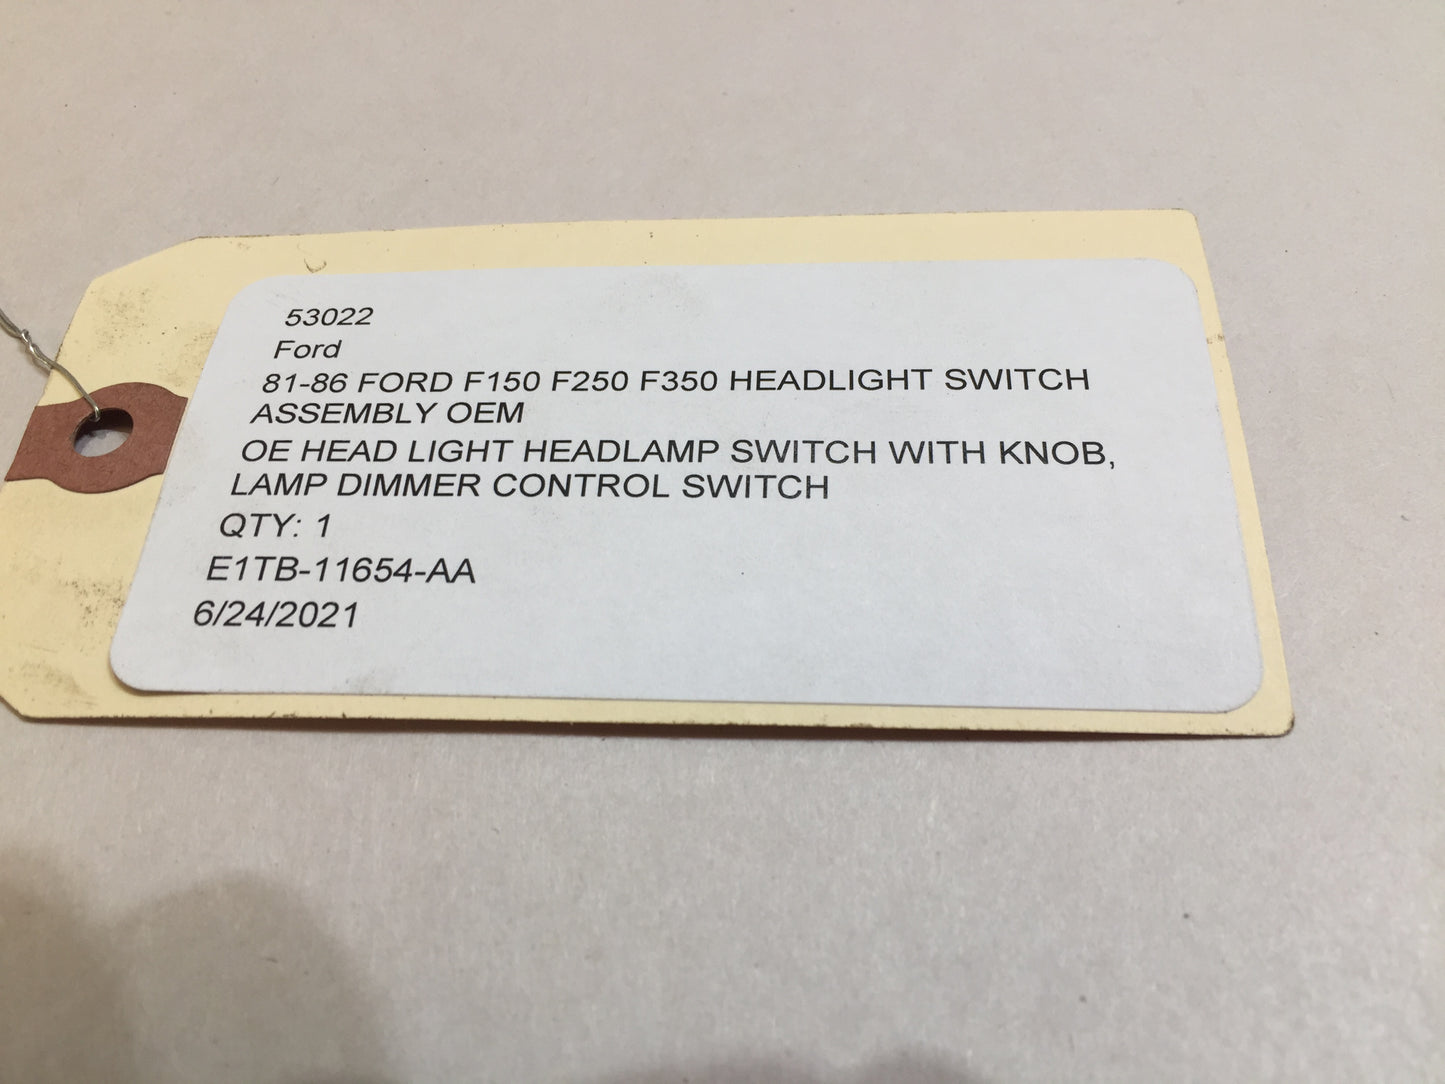 53022
Ford
81-86 FORD F150 F250 F350 HEADLIGHT SWITCH
ASSEMBLY OEM
OE HEAD LIGHT HEADLAMP SWITCH WITH KNOB,
LAMP DIMMER CONTROL SWITCH
QTY: 1
E1TB-11654-AA
6/24/2021